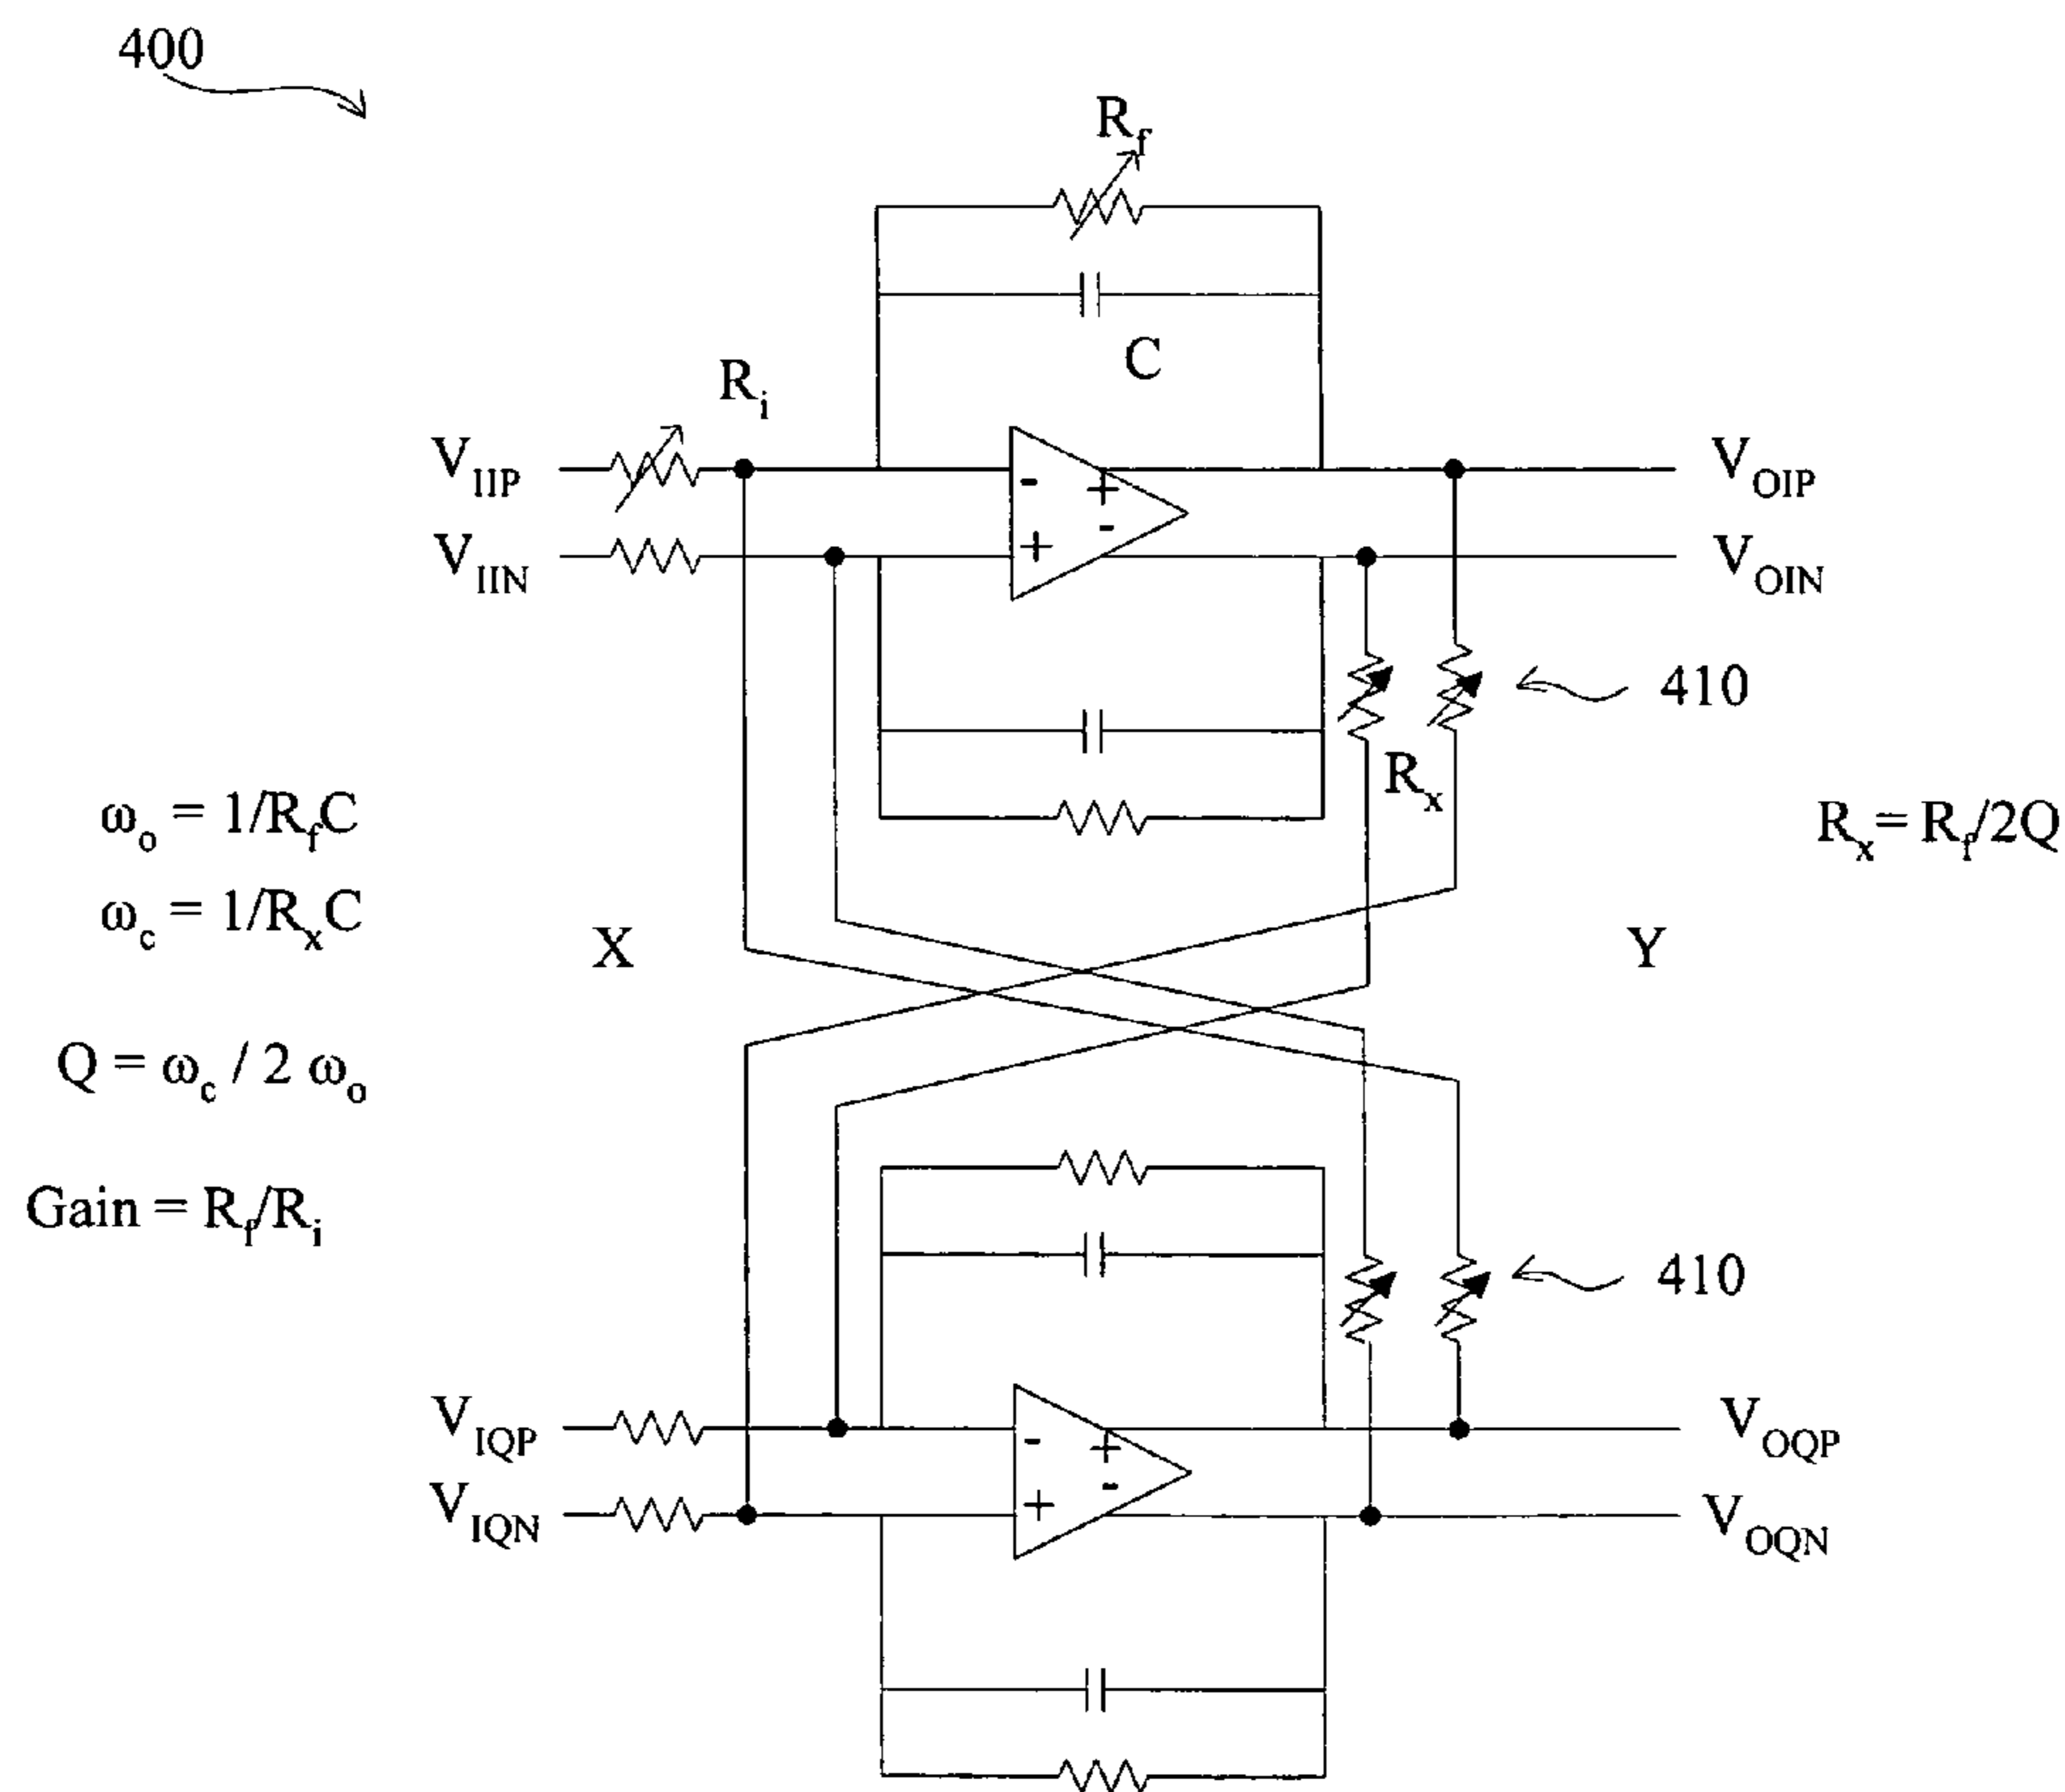 400
R_f
C
R_i
V_IIP
V_OIP
-
+
V_IIN
-
+
V_OIN
410
R_x
ω_o = 1/R_fC
R_x = R_f/2Q
ω_c = 1/R_xC
X
Y
Q = ω_c / 2 ω_o
Gain = R_f/R_i
410
V_IQP
V_OQP
-
+
V_IQN
+
-
V_OQN